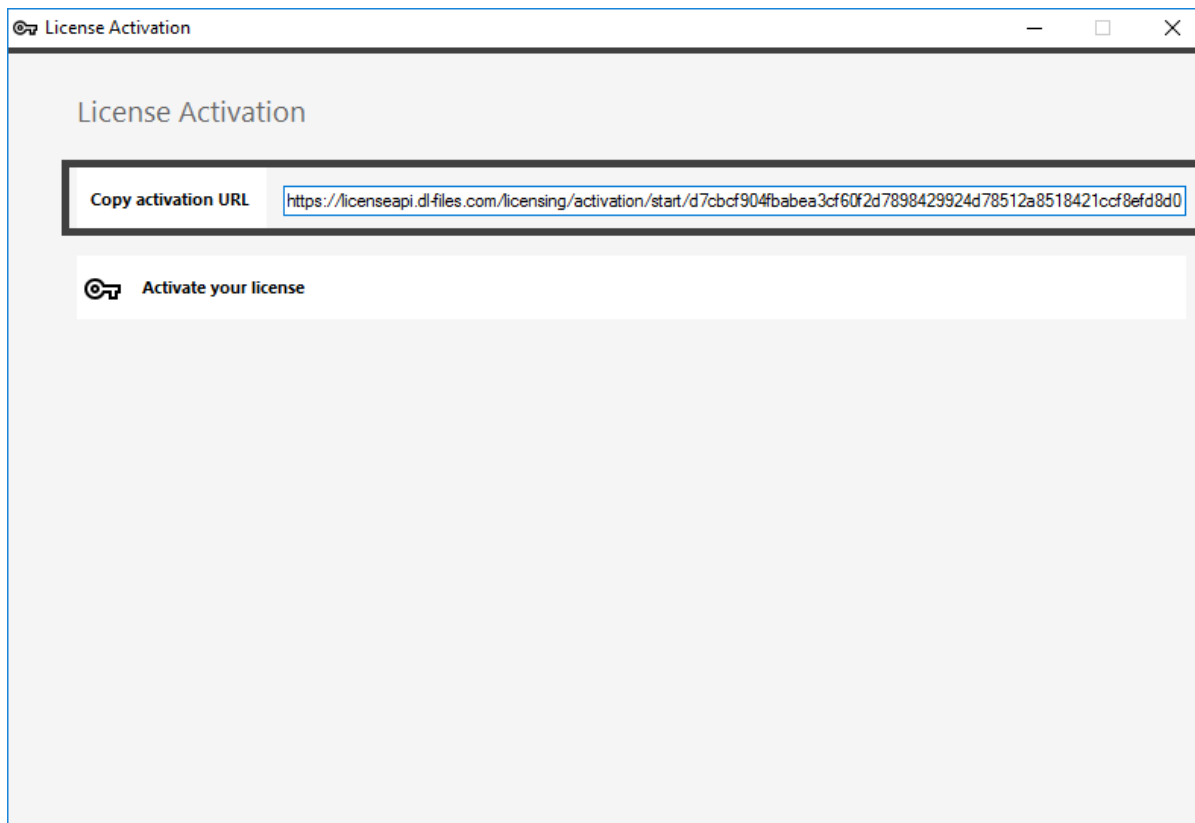 License Activation
License Activation
Copy activation URL https://licenseapi.dl-files.com/licensing/activation/start/d7cbcf904fbabea3cf60f2d7898429924d78512a8518421ccf8efd8d0
Activate your license